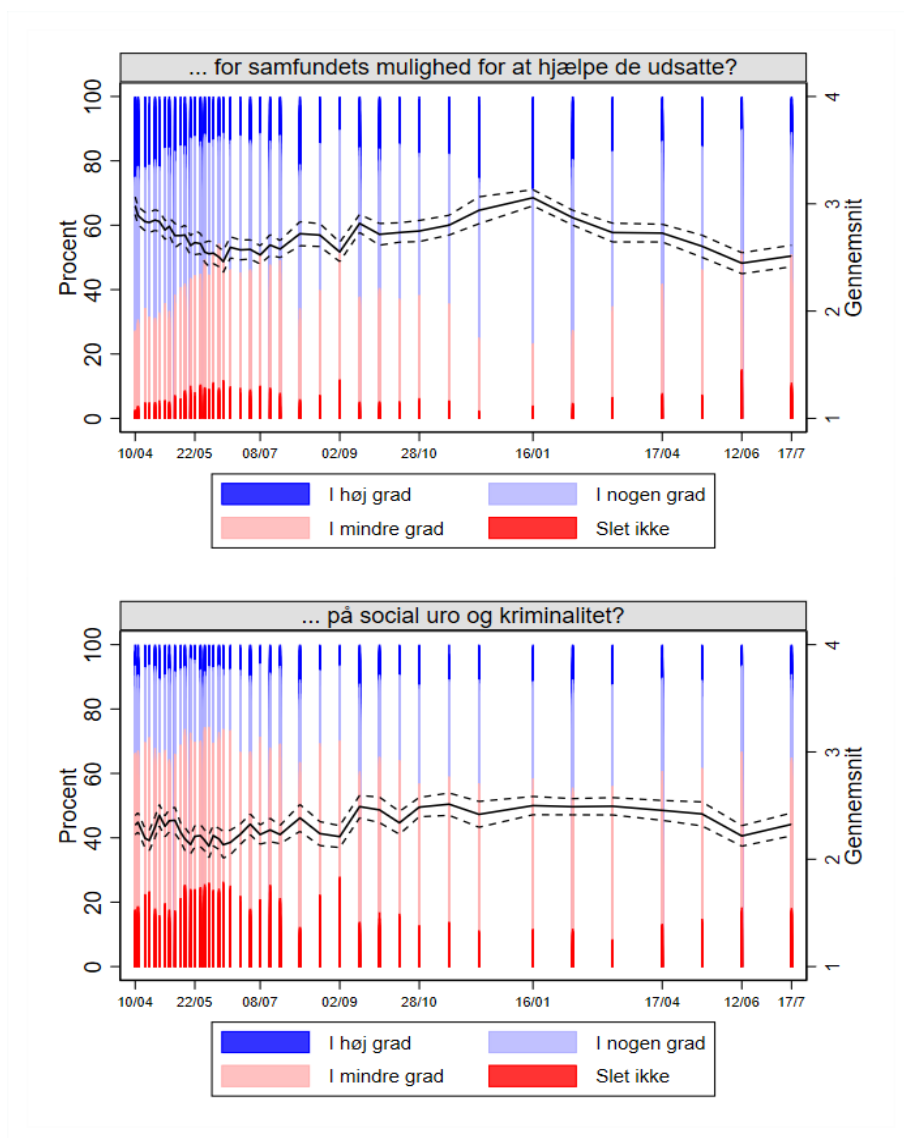 ... for samfundets mulighed for at hjælpe de udsatte?
Procent
0 20 40 60 80 100
Gennemsnit
1 2 3 4
10/04 22/05 08/07 02/09 28/10 16/01 17/04 12/06 17/7
I høj grad I nogen grad
I mindre grad Slet ikke
... på social uro og kriminalitet?
Procent
0 20 40 60 80 100
Gennemsnit
1 2 3 4
10/04 22/05 08/07 02/09 28/10 16/01 17/04 12/06 17/7
I høj grad I nogen grad
I mindre grad Slet ikke